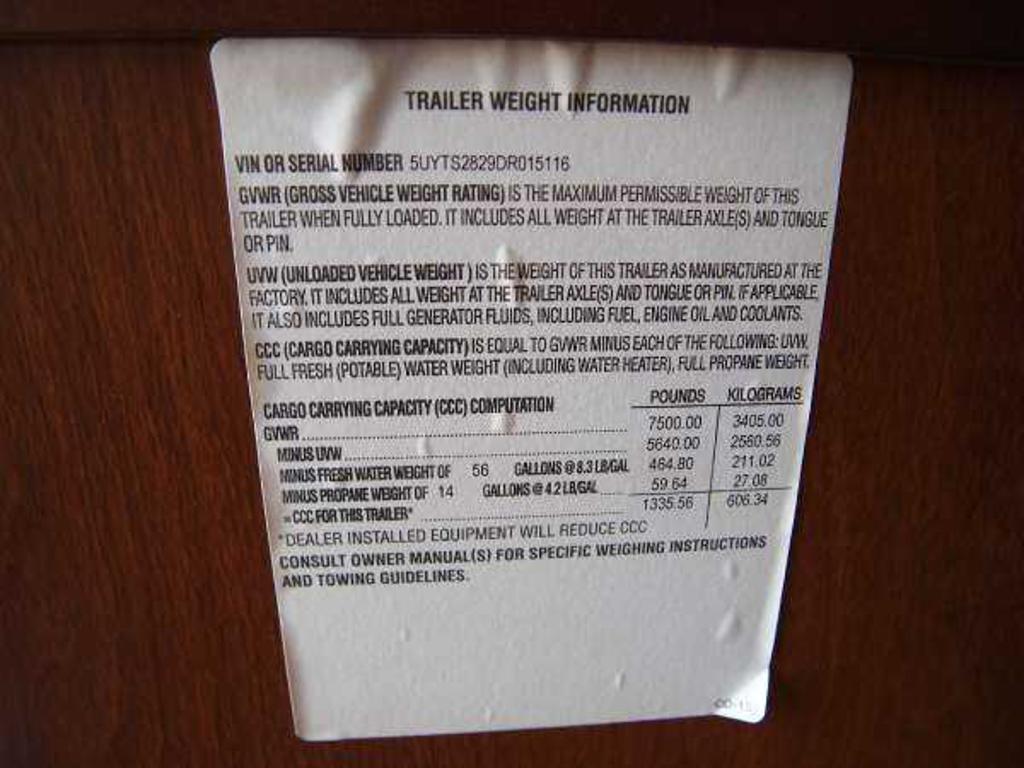 TRAILER WEIGHT INFORMATION
VIN OR SERIAL NUMBER 5UYTS2829DR015116
GVWR (GROSS VEHICLE WEIGHT RATING) IS THE MAXIMUM PERMISSIBLE WEIGHT OF THIS
TRAILER WHEN FULLY LOADED. IT INCLUDES ALL WEIGHT AT THE TRAILER AXLE(S) AND TONGUE
OR PIN.
UVW (UNLOADED VEHICLE WEIGHT ) IS THE WEIGHT OF THIS TRAILER AS MANUFACTURED AT THE
FACTORY. IT INCLUDES ALL WEIGHT AT THE TRAILER AXLE(S) AND TONGUE OR PIN. IF APPLICABLE,
IT ALSO INCLUDES FULL GENERATOR FLUIDS, INCLUDING FUEL, ENGINE OIL AND COOLANTS.
CCC (CARGO CARRYING CAPACITY) IS EQUAL TO GVWR MINUS EACH OF THE FOLLOWING: UVW,
FULL FRESH (POTABLE) WATER WEIGHT (INCLUDING WATER HEATER), FULL PROPANE WEIGHT.
CARGO CARRYING CAPACITY (CCC) COMPUTATION POUNDS KILOGRAMS
GVWR 7500.00 3405.00
MINUS UVW 5640.00 2560.56
MINUS FRESH WATER WEIGHT OF 56 GALLONS @ 8.3 LB/GAL 464.80 211.02
MINUS PROPANE WEIGHT OF 14 GALLONS @ 4.2 LB/GAL 59.64 27.08
= CCC FOR THIS TRAILER* 1335.56 606.34
*DEALER INSTALLED EQUIPMENT WILL REDUCE CCC
CONSULT OWNER MANUAL(S) FOR SPECIFIC WEIGHING INSTRUCTIONS
AND TOWING GUIDELINES.